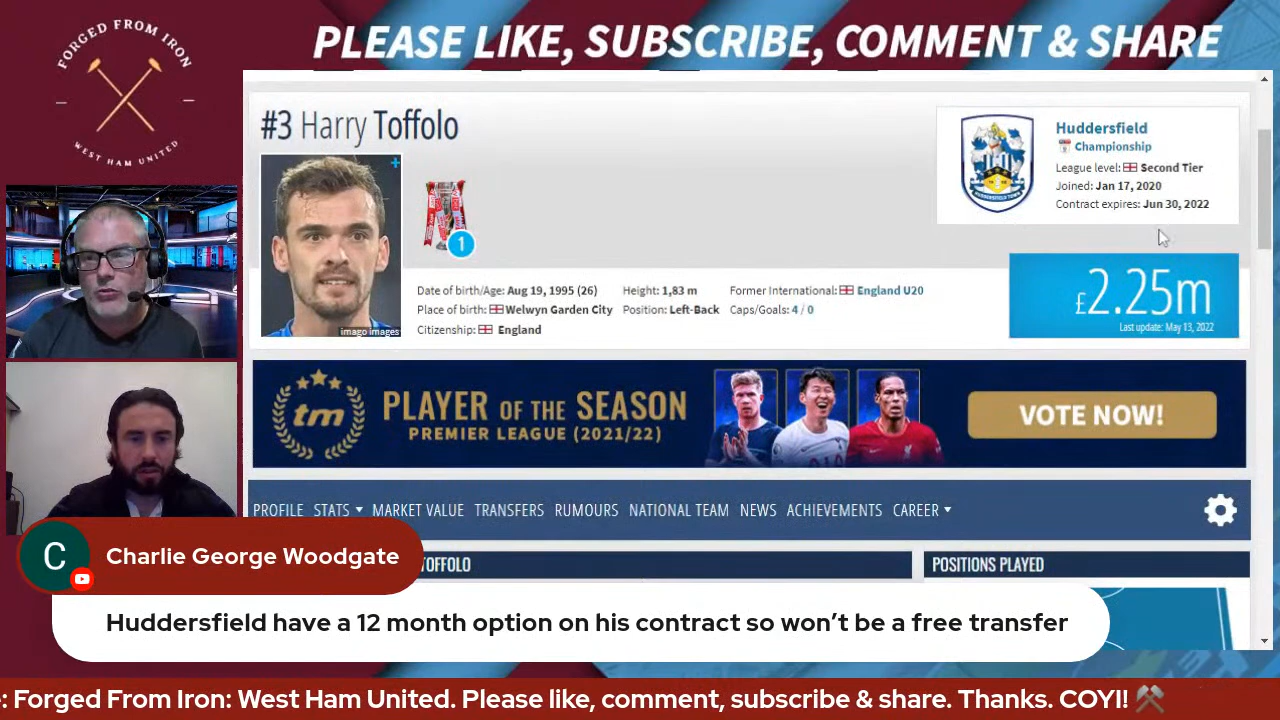 FORGED FROM IRON
WEST HAM UNITED
PLEASE LIKE, SUBSCRIBE, COMMENT & SHARE
#3 Harry Toffolo
1
imago images
Date of birth/Age: Aug 19, 1995 (26)
Place of birth: Welwyn Garden City
Citizenship: England
Height: 1,83 m
Position: Left-Back
Former International: England U20
Caps/Goals: 4 / 0
Huddersfield
Championship
League level: Second Tier
Joined: Jan 17, 2020
Contract expires: Jun 30, 2022
£2.25m
Last update: May 13, 2022
tm
PLAYER OF THE SEASON
PREMIER LEAGUE (2021/22)
VOTE NOW!
PROFILE STATS MARKET VALUE TRANSFERS RUMOURS NATIONAL TEAM NEWS ACHIEVEMENTS CAREER
TOFFOLO
POSITIONS PLAYED
C
Charlie George Woodgate
Huddersfield have a 12 month option on his contract so won’t be a free transfer
: Forged From Iron: West Ham United. Please like, comment, subscribe & share. Thanks. COYI! ⚒